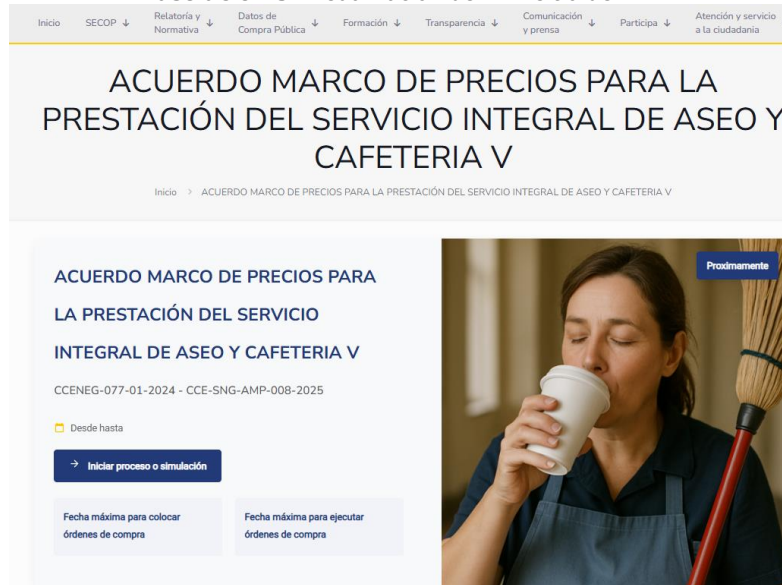 Inicio
SECOP
Relatoría y
Normativa
Datos de
Compra Pública
Formación
Transparencia
Comunicación
y prensa
Participa
Atención y servicio
a la ciudadania
ACUERDO MARCO DE PRECIOS PARA LA
PRESTACIÓN DEL SERVICIO INTEGRAL DE ASEO Y
CAFETERIA V
Inicio > ACUERDO MARCO DE PRECIOS PARA LA PRESTACIÓN DEL SERVICIO INTEGRAL DE ASEO Y CAFETERIA V
ACUERDO MARCO DE PRECIOS PARA
LA PRESTACIÓN DEL SERVICIO
INTEGRAL DE ASEO Y CAFETERIA V
CCENEG-077-01-2024 - CCE-SNG-AMP-008-2025
Desde hasta
Iniciar proceso o simulación
Fecha máxima para colocar
órdenes de compra
Fecha máxima para ejecutar
órdenes de compra
Proximamente